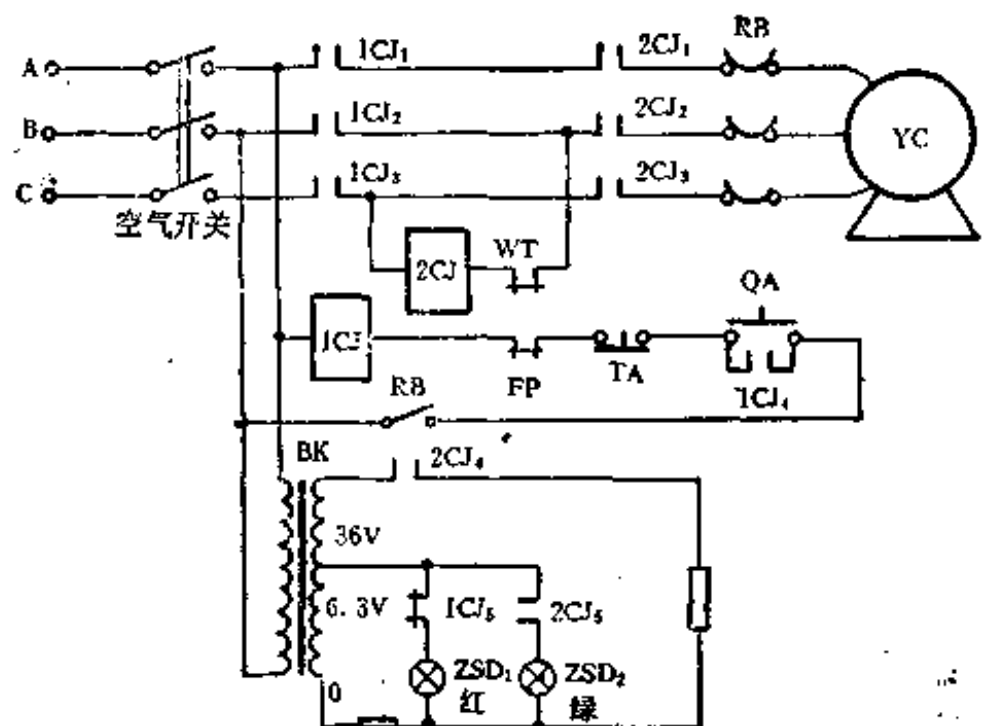 RB
A 1CJ₁ 2CJ₁
B 1CJ₂ 2CJ₂ YC
C 1CJ₃ 2CJ₃
空气开关
2CJ WT
QA
1CJ FP TA 1CJ₄
RB
BK 2CJ₄
36V
6.3V 1CJ₅ 2CJ₅
0 ZSD₁ ZSD₂
红 绿